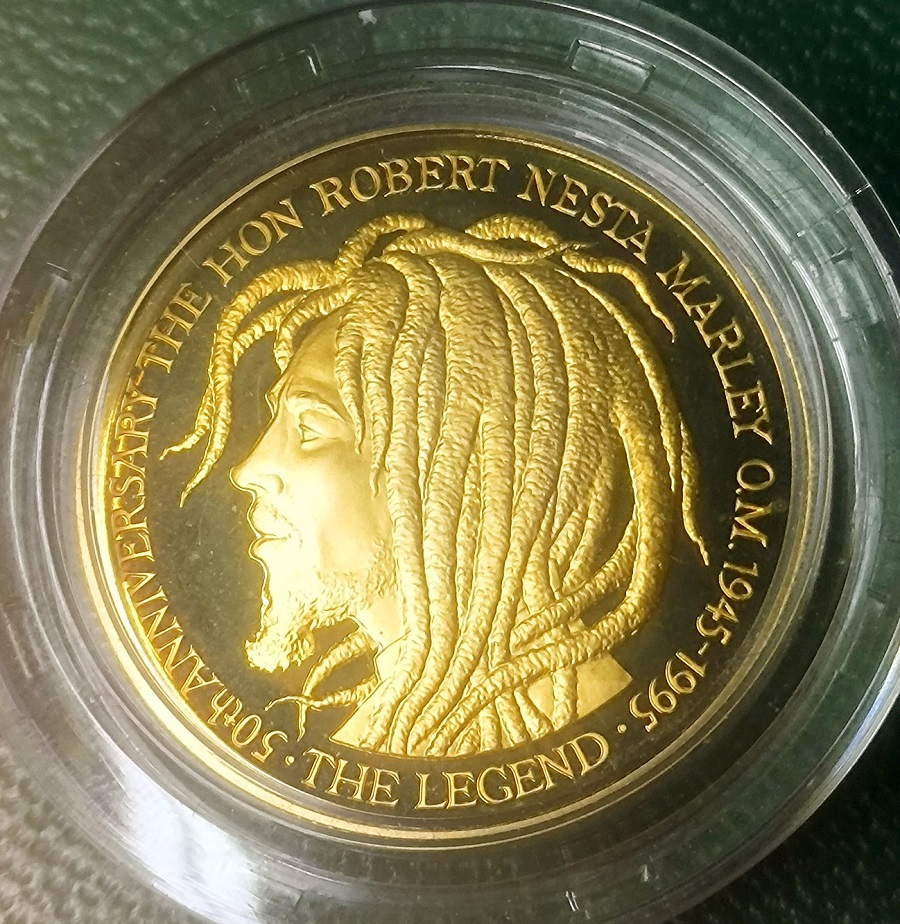 50th ANNIVERSARY THE HON ROBERT NESTA MARLEY O.M. 1945-1995
· THE LEGEND ·